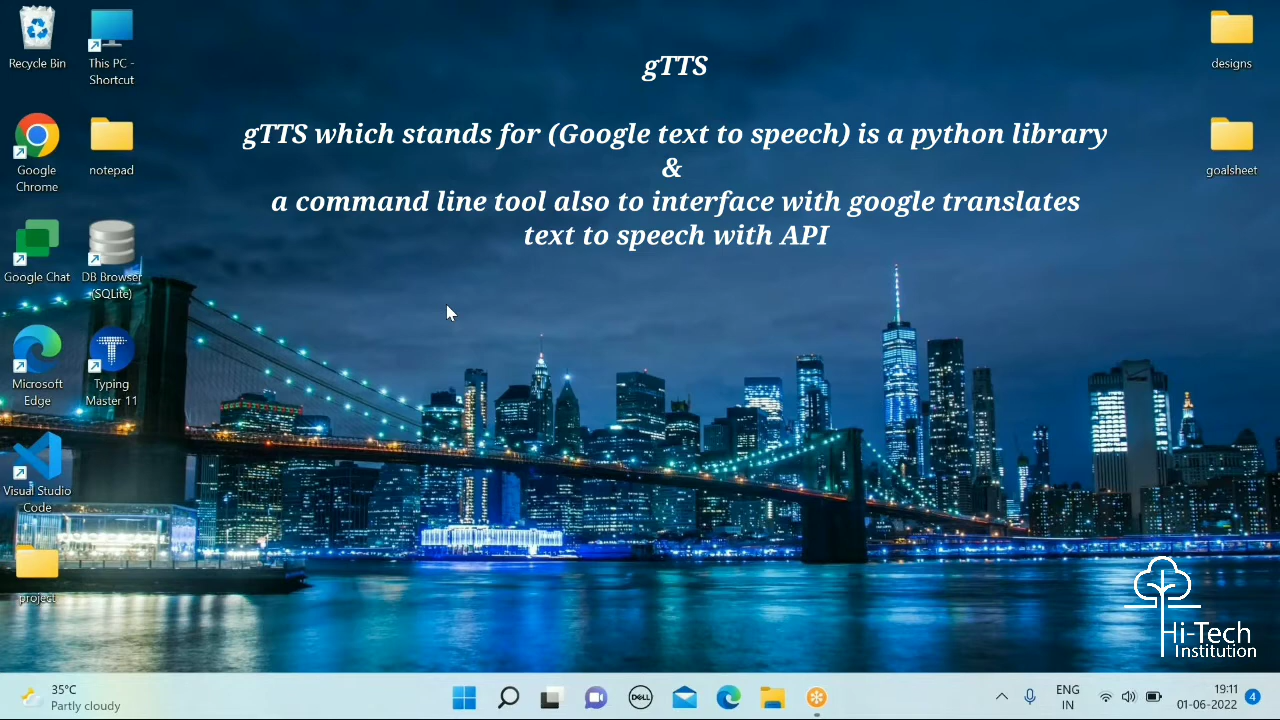 gTTS
gTTS which stands for (Google text to speech) is a python library
&
a command line tool also to interface with google translates
text to speech with API
Recycle Bin
This PC -
Shortcut
Google
Chrome
notepad
Google Chat
DB Browser
(SQLite)
Microsoft
Edge
Typing
Master 11
Visual Studio
Code
project
designs
goalsheet
Hi-Tech
Institution
35°C
Partly cloudy
DELL
ENG
IN
19:11
01-06-2022
4